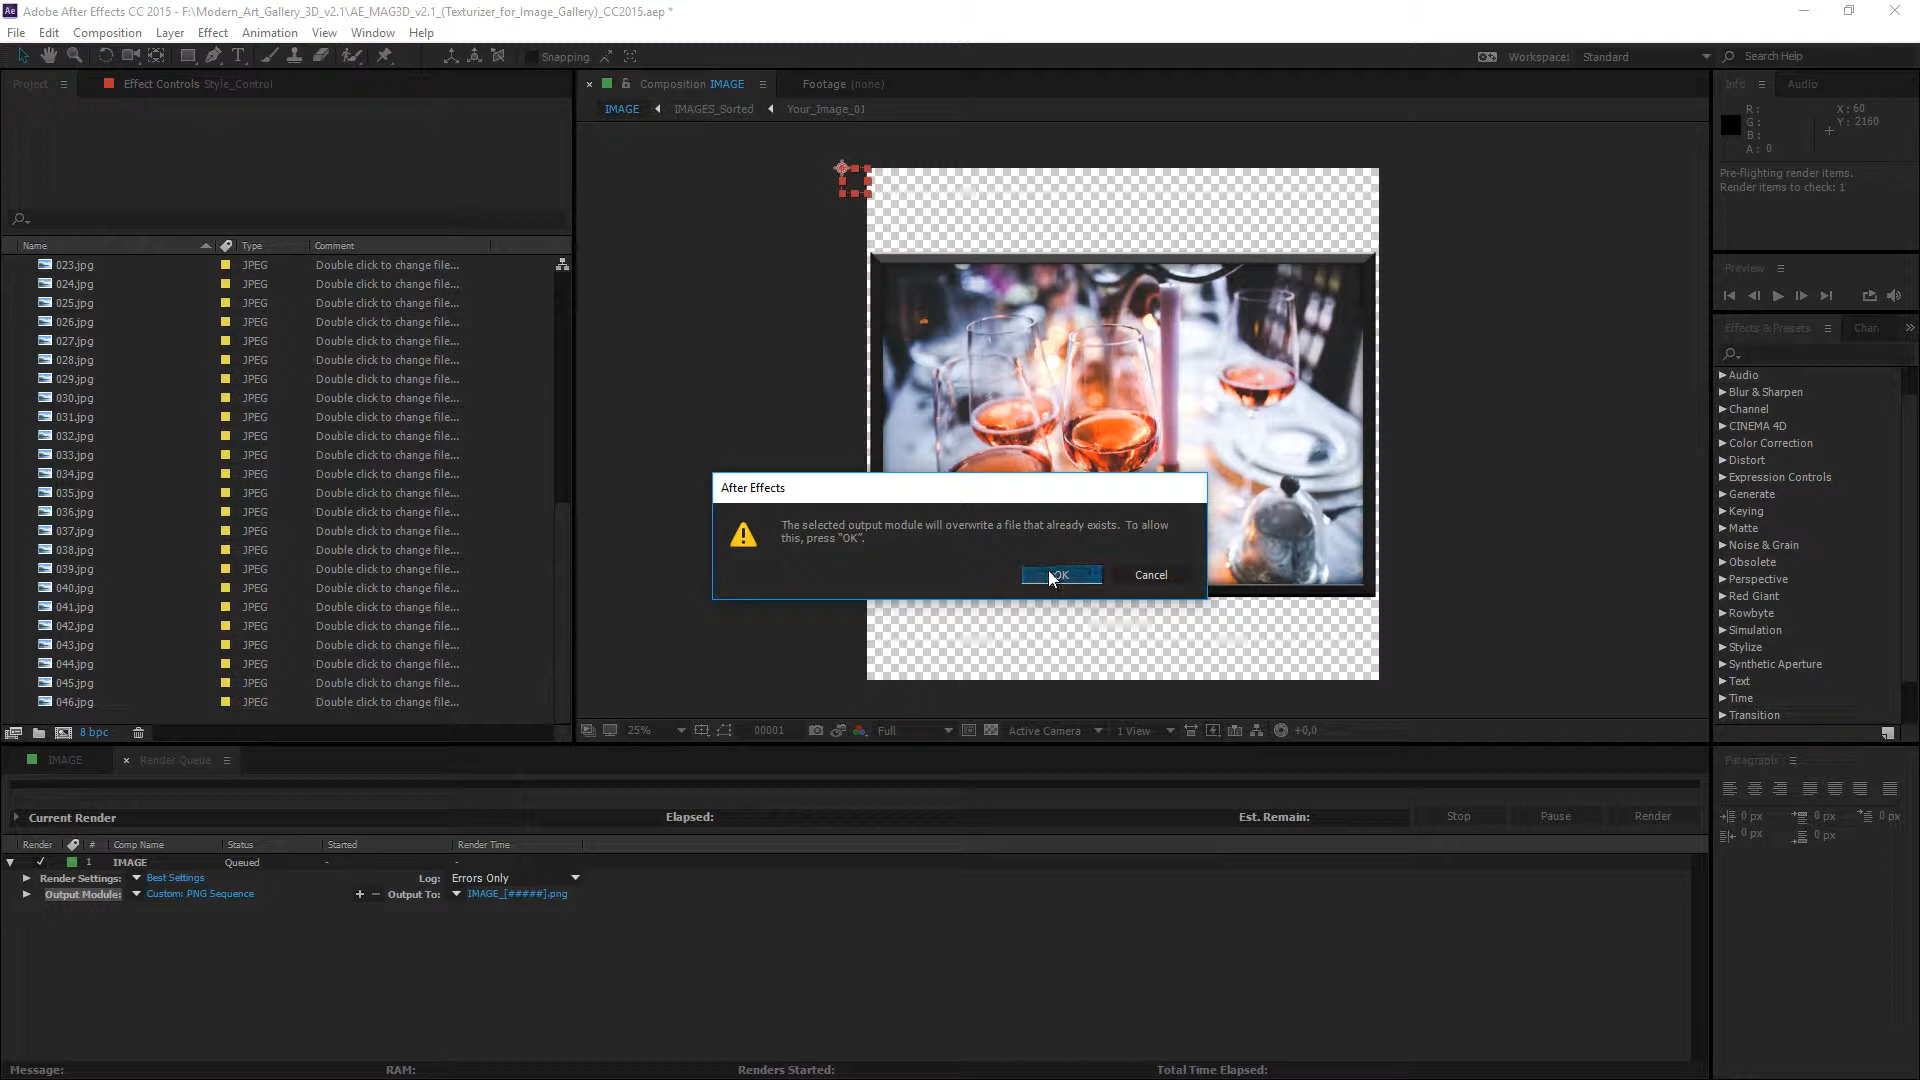 Adobe After Effects CC 2015 - F:\Modern_Art_Gallery_3D_v2.1\AE_MAG3D_v2.1_(Texturizer_for_Image_Gallery)_CC2015.aep *
File Edit Composition Layer Effect Animation View Window Help
Snapping Workspace: Standard Search Help
Project Effect Controls Style_Control
Composition IMAGE Footage (none)
Info Audio
IMAGE IMAGES_Sorted Your_Image_01
R: X: 60
G: Y: 2160
B:
A: 0
Pre-flighting render items.
Render items to check: 1
Name Type Comment
023.jpg JPEG Double click to change file...
024.jpg JPEG Double click to change file...
025.jpg JPEG Double click to change file...
026.jpg JPEG Double click to change file...
027.jpg JPEG Double click to change file...
028.jpg JPEG Double click to change file...
029.jpg JPEG Double click to change file...
030.jpg JPEG Double click to change file...
031.jpg JPEG Double click to change file...
032.jpg JPEG Double click to change file...
033.jpg JPEG Double click to change file...
034.jpg JPEG Double click to change file...
035.jpg JPEG Double click to change file...
036.jpg JPEG Double click to change file...
037.jpg JPEG Double click to change file...
038.jpg JPEG Double click to change file...
039.jpg JPEG Double click to change file...
040.jpg JPEG Double click to change file...
041.jpg JPEG Double click to change file...
042.jpg JPEG Double click to change file...
043.jpg JPEG Double click to change file...
044.jpg JPEG Double click to change file...
045.jpg JPEG Double click to change file...
046.jpg JPEG Double click to change file...
8 bpc
After Effects
The selected output module will overwrite a file that already exists. To allow
this, press "OK".
OK Cancel
25% 00001 Full Active Camera 1 View +0,0
Preview
Effects & Presets
Audio
Blur & Sharpen
Channel
CINEMA 4D
Color Correction
Distort
Expression Controls
Generate
Keying
Matte
Noise & Grain
Obsolete
Perspective
Red Giant
Rowbyte
Simulation
Stylize
Synthetic Aperture
Text
Time
Transition
Paragraph
0 px 0 px 0 px
0 px 0 px
IMAGE Render Queue
Current Render Elapsed: Est. Remain: Stop Pause Render
Render # Comp Name Status Started Render Time
1 IMAGE Queued - -
Render Settings: Best Settings Log: Errors Only
Output Module: Custom: PNG Sequence + − Output To: IMAGE_[#####].png
Message: RAM: Renders Started: Total Time Elapsed: